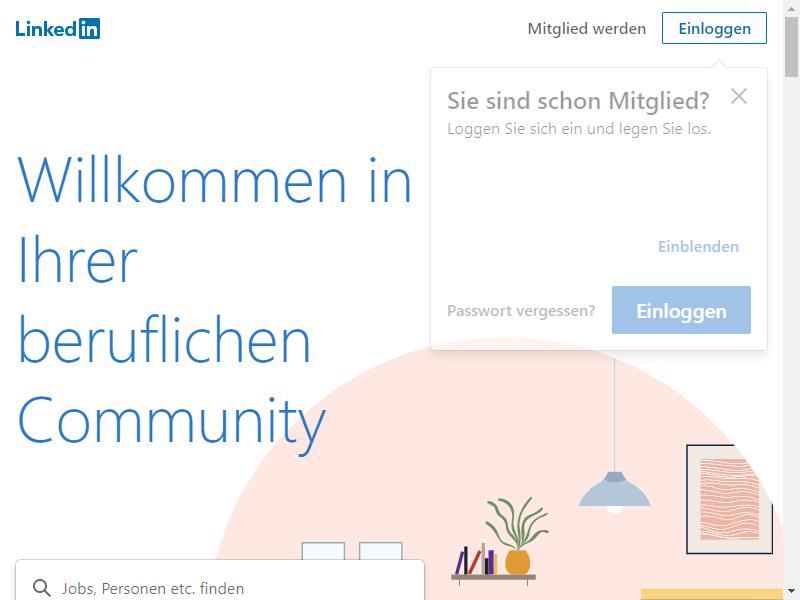 LinkedIn
Mitglied werden
Einloggen
Sie sind schon Mitglied?
Loggen Sie sich ein und legen Sie los.
Einblenden
Passwort vergessen?
Einloggen
Willkommen in
Ihrer
beruflichen
Community
Jobs, Personen etc. finden